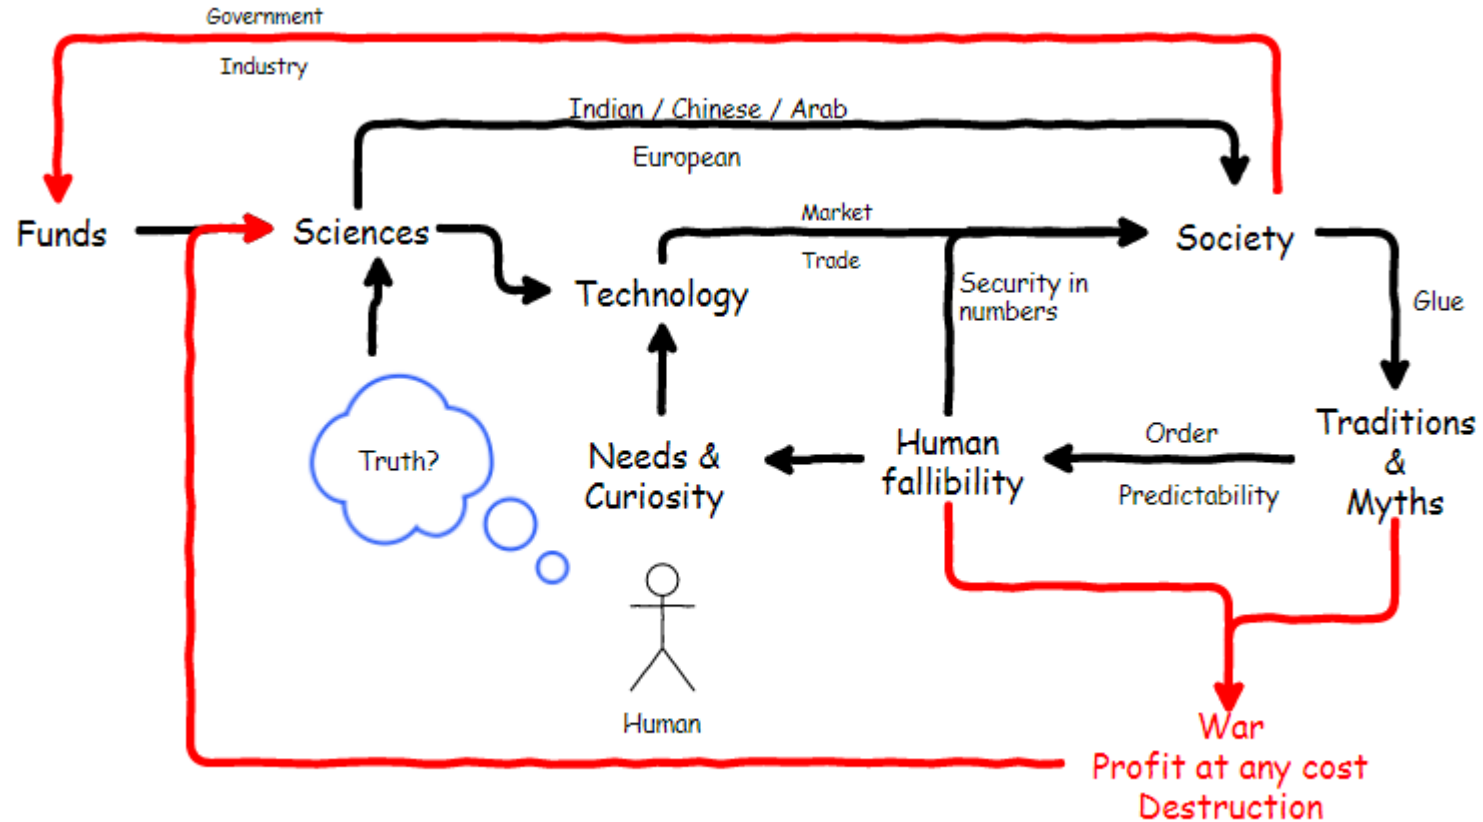 Government
Industry
Indian / Chinese / Arab
European
Funds
Sciences
Market
Trade
Society
Technology
Security in
numbers
Glue
Truth?
Needs &
Curiosity
Human
fallibility
Order
Predictability
Traditions
&
Myths
Human
War
Profit at any cost
Destruction